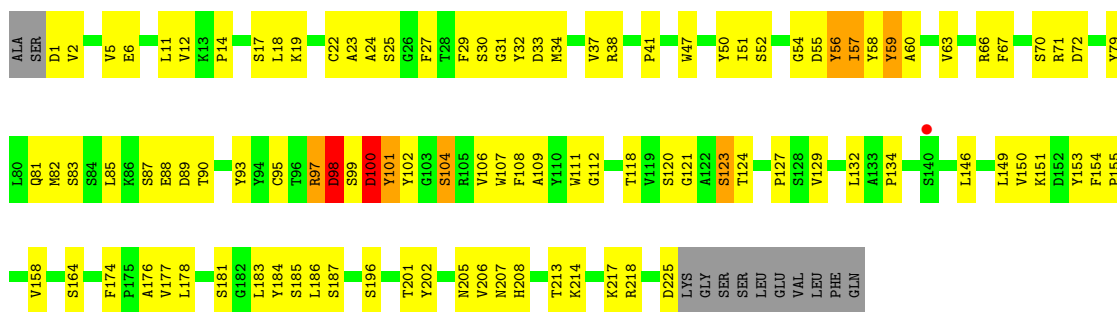 ALA SER D1 V2 V5 E6 L11 V12 K13 P14 S17 L18 K19 C22 A23 A24 S25 G26 F27 T28 F29 S30 G31 Y32 D33 M34 V37 R38 P41 W47 Y50 I51 S52 G54 D55 Y56 I57 Y58 Y59 A60 V63 R66 F67 S70 R71 D72 Y79
L80 Q81 M82 S83 S84 L85 K86 S87 E88 D89 T90 Y93 Y94 C95 T96 R97 D98 S99 D100 Y101 Y102 G103 S104 R105 V106 W107 F108 A109 Y110 W111 G112 T118 V119 S120 G121 A122 S123 T124 P127 S128 V129 L132 A133 P134 S140 L146 L149 V150 K151 D152 Y153 F154 P155
V158 S164 F174 P175 A176 V177 L178 S181 G182 L183 Y184 S185 L186 S187 S196 T201 Y202 N205 V206 N207 H208 T213 K214 K217 R218 D225 LYS GLY SER SER LEU GLU VAL LEU PHE GLN